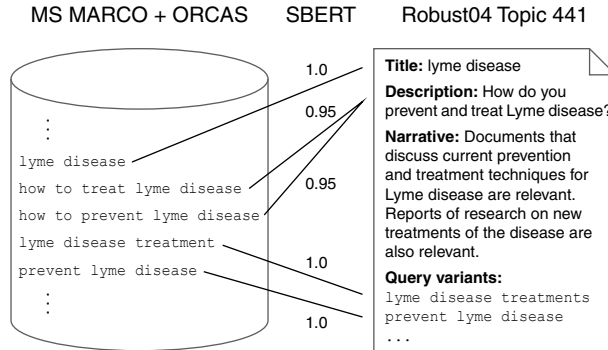 MS MARCO + ORCAS
SBERT
Robust04 Topic 441
1.0
0.95
0.95
1.0
1.0
lyme disease
how to treat lyme disease
how to prevent lyme disease
lyme disease treatment
prevent lyme disease
Title: lyme disease
Description: How do you
prevent and treat Lyme disease?
Narrative: Documents that
discuss current prevention
and treatment techniques for
Lyme disease are relevant.
Reports of research on new
treatments of the disease are
also relevant.
Query variants:
lyme disease treatments
prevent lyme disease
...